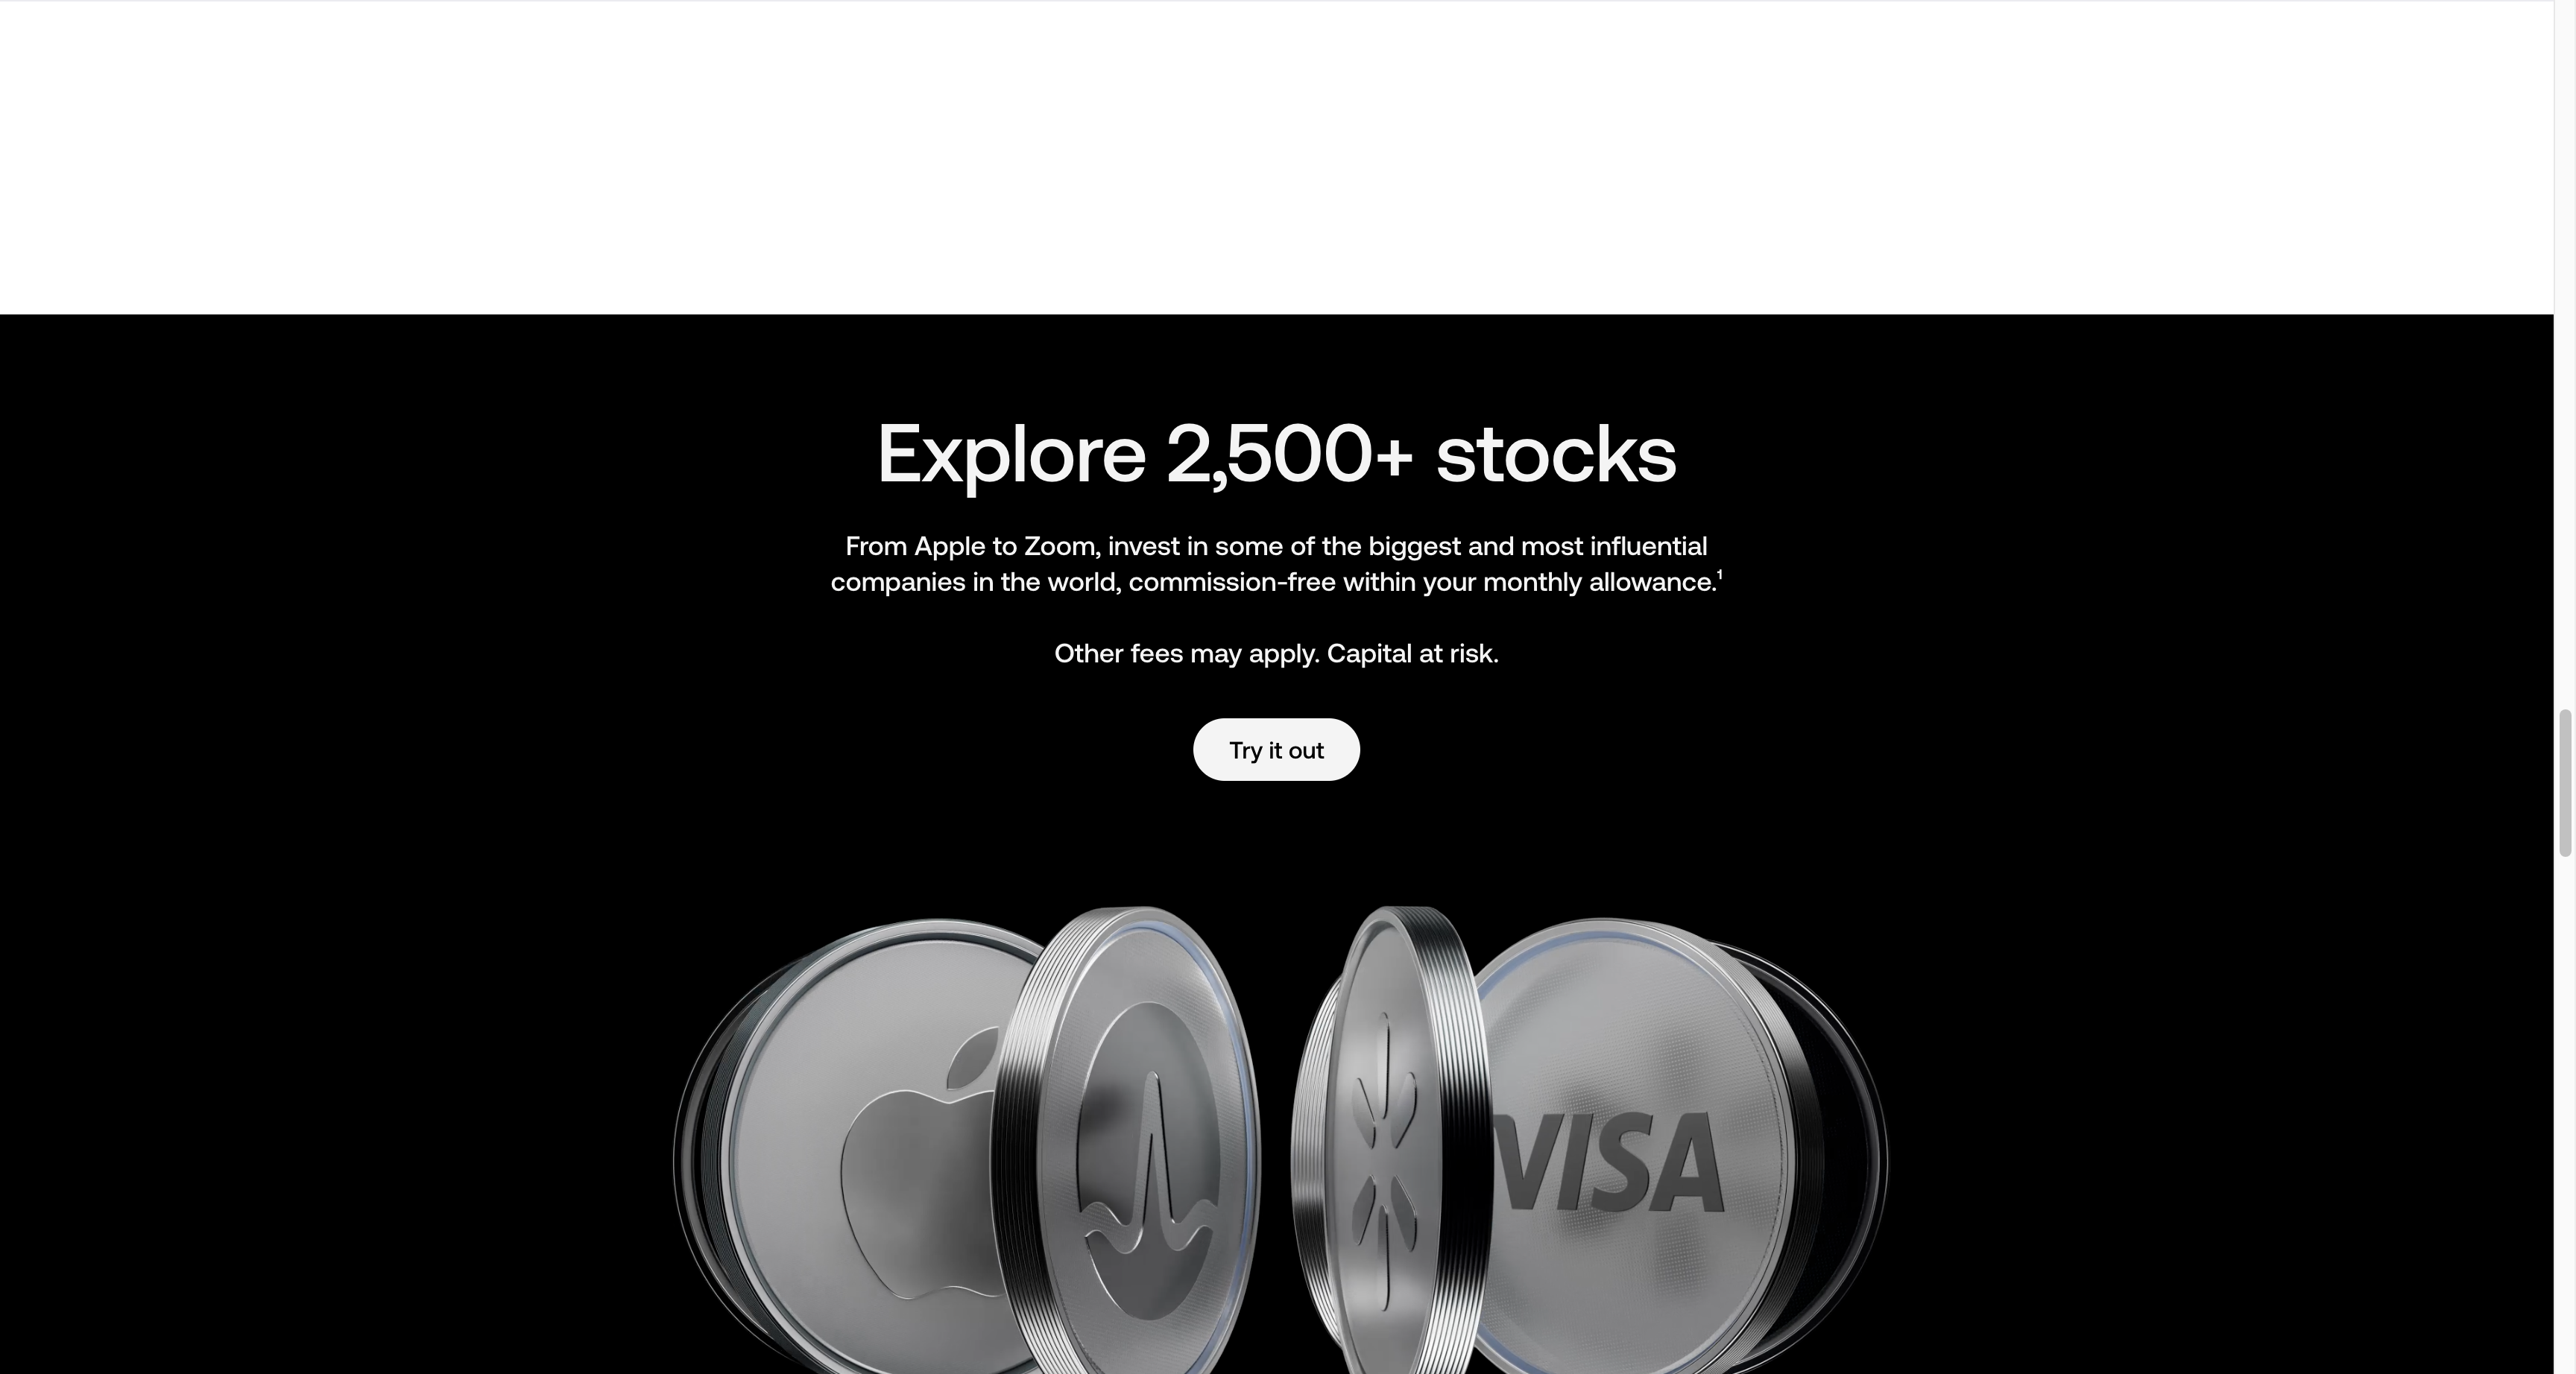 Explore 2,500+ stocks
From Apple to Zoom, invest in some of the biggest and most influential
companies in the world, commission-free within your monthly allowance.¹
Other fees may apply. Capital at risk.
Try it out
VISA